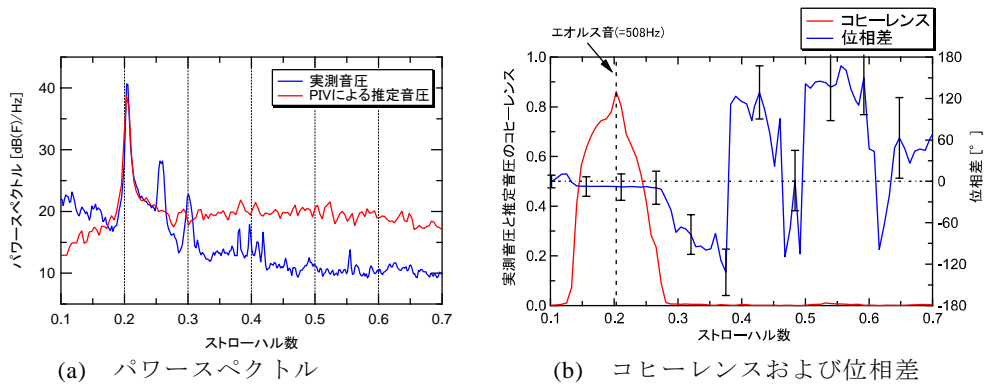 実測音圧
PIVによる推定音圧
パワースペクトル [dB(F)/Hz]
40
30
20
10
0.1 0.2 0.3 0.4 0.5 0.6 0.7
ストローハル数
(a) パワースペクトル
コヒーレンス
位相差
エオルス音(=508Hz)
実測音圧と推定音圧のコヒーレンス
1.0
0.8
0.6
0.4
0.2
0.0
180
120
60
0
-60
-120
-180
位相差 [°]
0.1 0.2 0.3 0.4 0.5 0.6 0.7
ストローハル数
(b) コヒーレンスおよび位相差